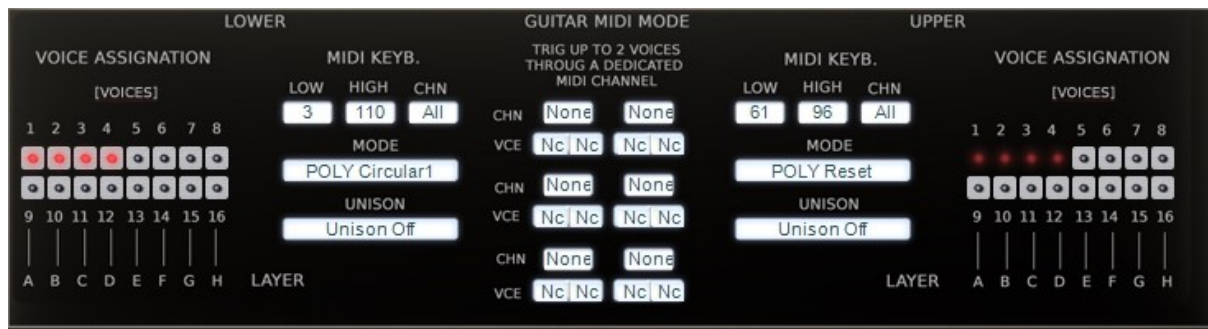 LOWER GUITAR MIDI MODE UPPER
VOICE ASSIGNATION
[VOICES]
1 2 3 4 5 6 7 8
9 10 11 12 13 14 15 16
A B C D E F G H LAYER
MIDI KEYB.
LOW HIGH CHN
3 110 All
MODE
POLY Circular1
UNISON
Unison Off
TRIG UP TO 2 VOICES
THROUG A DEDICATED
MIDI CHANNEL
CHN None None
VCE Nc Nc Nc Nc
CHN None None
VCE Nc Nc Nc Nc
CHN None None
VCE Nc Nc Nc Nc
MIDI KEYB.
LOW HIGH CHN
61 96 All
MODE
POLY Reset
UNISON
Unison Off
VOICE ASSIGNATION
[VOICES]
1 2 3 4 5 6 7 8
9 10 11 12 13 14 15 16
LAYER A B C D E F G H